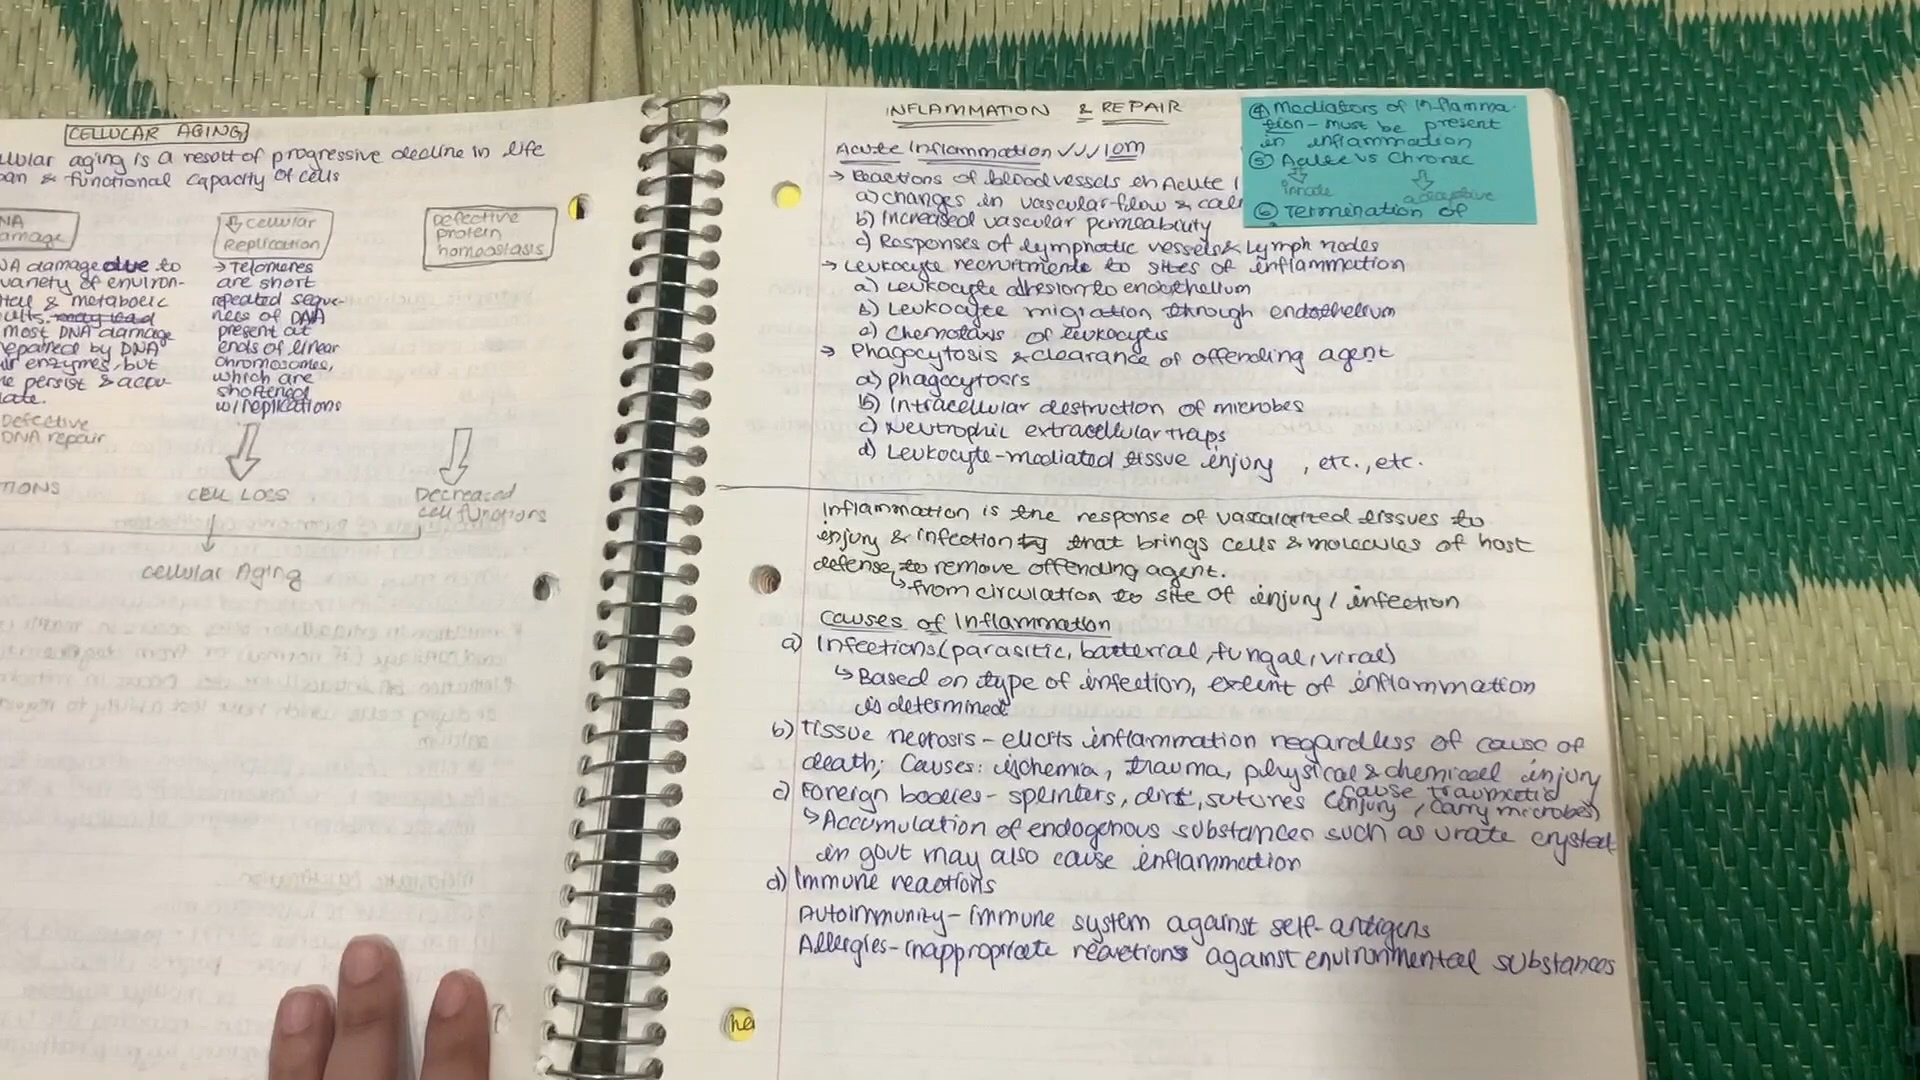 CELLULAR AGING
aging is a result of progressive decline in life
& functional capacity of cells
DNA damage due to
variety of environ-
& metabolic
may lead
most DNA damage
repaired by DNA
enzymes, but
persist & accu-
Defective
DNA repair
↓ cellular
Replication
→ Telomeres
are short
repeated seque-
nces of DNA
present at
ends of linear
chromosomes,
which are
shortened
w/ replications
Defective
protein
homoostasis
CELL LOSS
Decreased
cell functions
cellular Aging
INFLAMMATION & REPAIR
Acute Inflammation ✓✓✓ 10m
→ Reactions of blood vessels in Acute
a) changes in vascular flow &
b) Increased vascular permeability
c) Responses of lymphatic vessels & Lymph nodes
→ Leukocyte recruitment to sites of inflammation
a) Leukocyte adhesion to endothelium
b) Leukocyte migration through endothelium
c) Chemotaxis of leukocytes
→ Phagocytosis & clearance of offending agent
a) phagocytosis
b) Intracellular destruction of microbes
c) Neutrophil extracellular traps
d) Leukocyte-mediated tissue injury, etc., etc.
④ Mediators of inflamma-
tion - must be present
in inflammation
⑤ Acute vs Chronic
innate adaptive
⑥ Termination of
Inflammation is the response of vascularized tissues to
injury & infection that brings cells & molecules of host
defense to remove offending agent.
↳ from circulation to site of injury / infection
Causes of Inflammation
a) Infections (parasitic, bacterial, fungal, viral)
↳ Based on type of infection, extent of inflammation
is determined
b) Tissue necrosis - elicits inflammation regardless of cause of
death; Causes: ischemia, trauma, physical & chemical injury
c) Foreign bodies - splinters, dirt, sutures (cause traumatic injury, carry microbes)
↳ Accumulation of endogenous substances such as urate crystals
in gout may also cause inflammation
d) Immune reactions
Autoimmunity - immune system against self-antigens
Allergies - inappropriate reactions against environmental substances
he